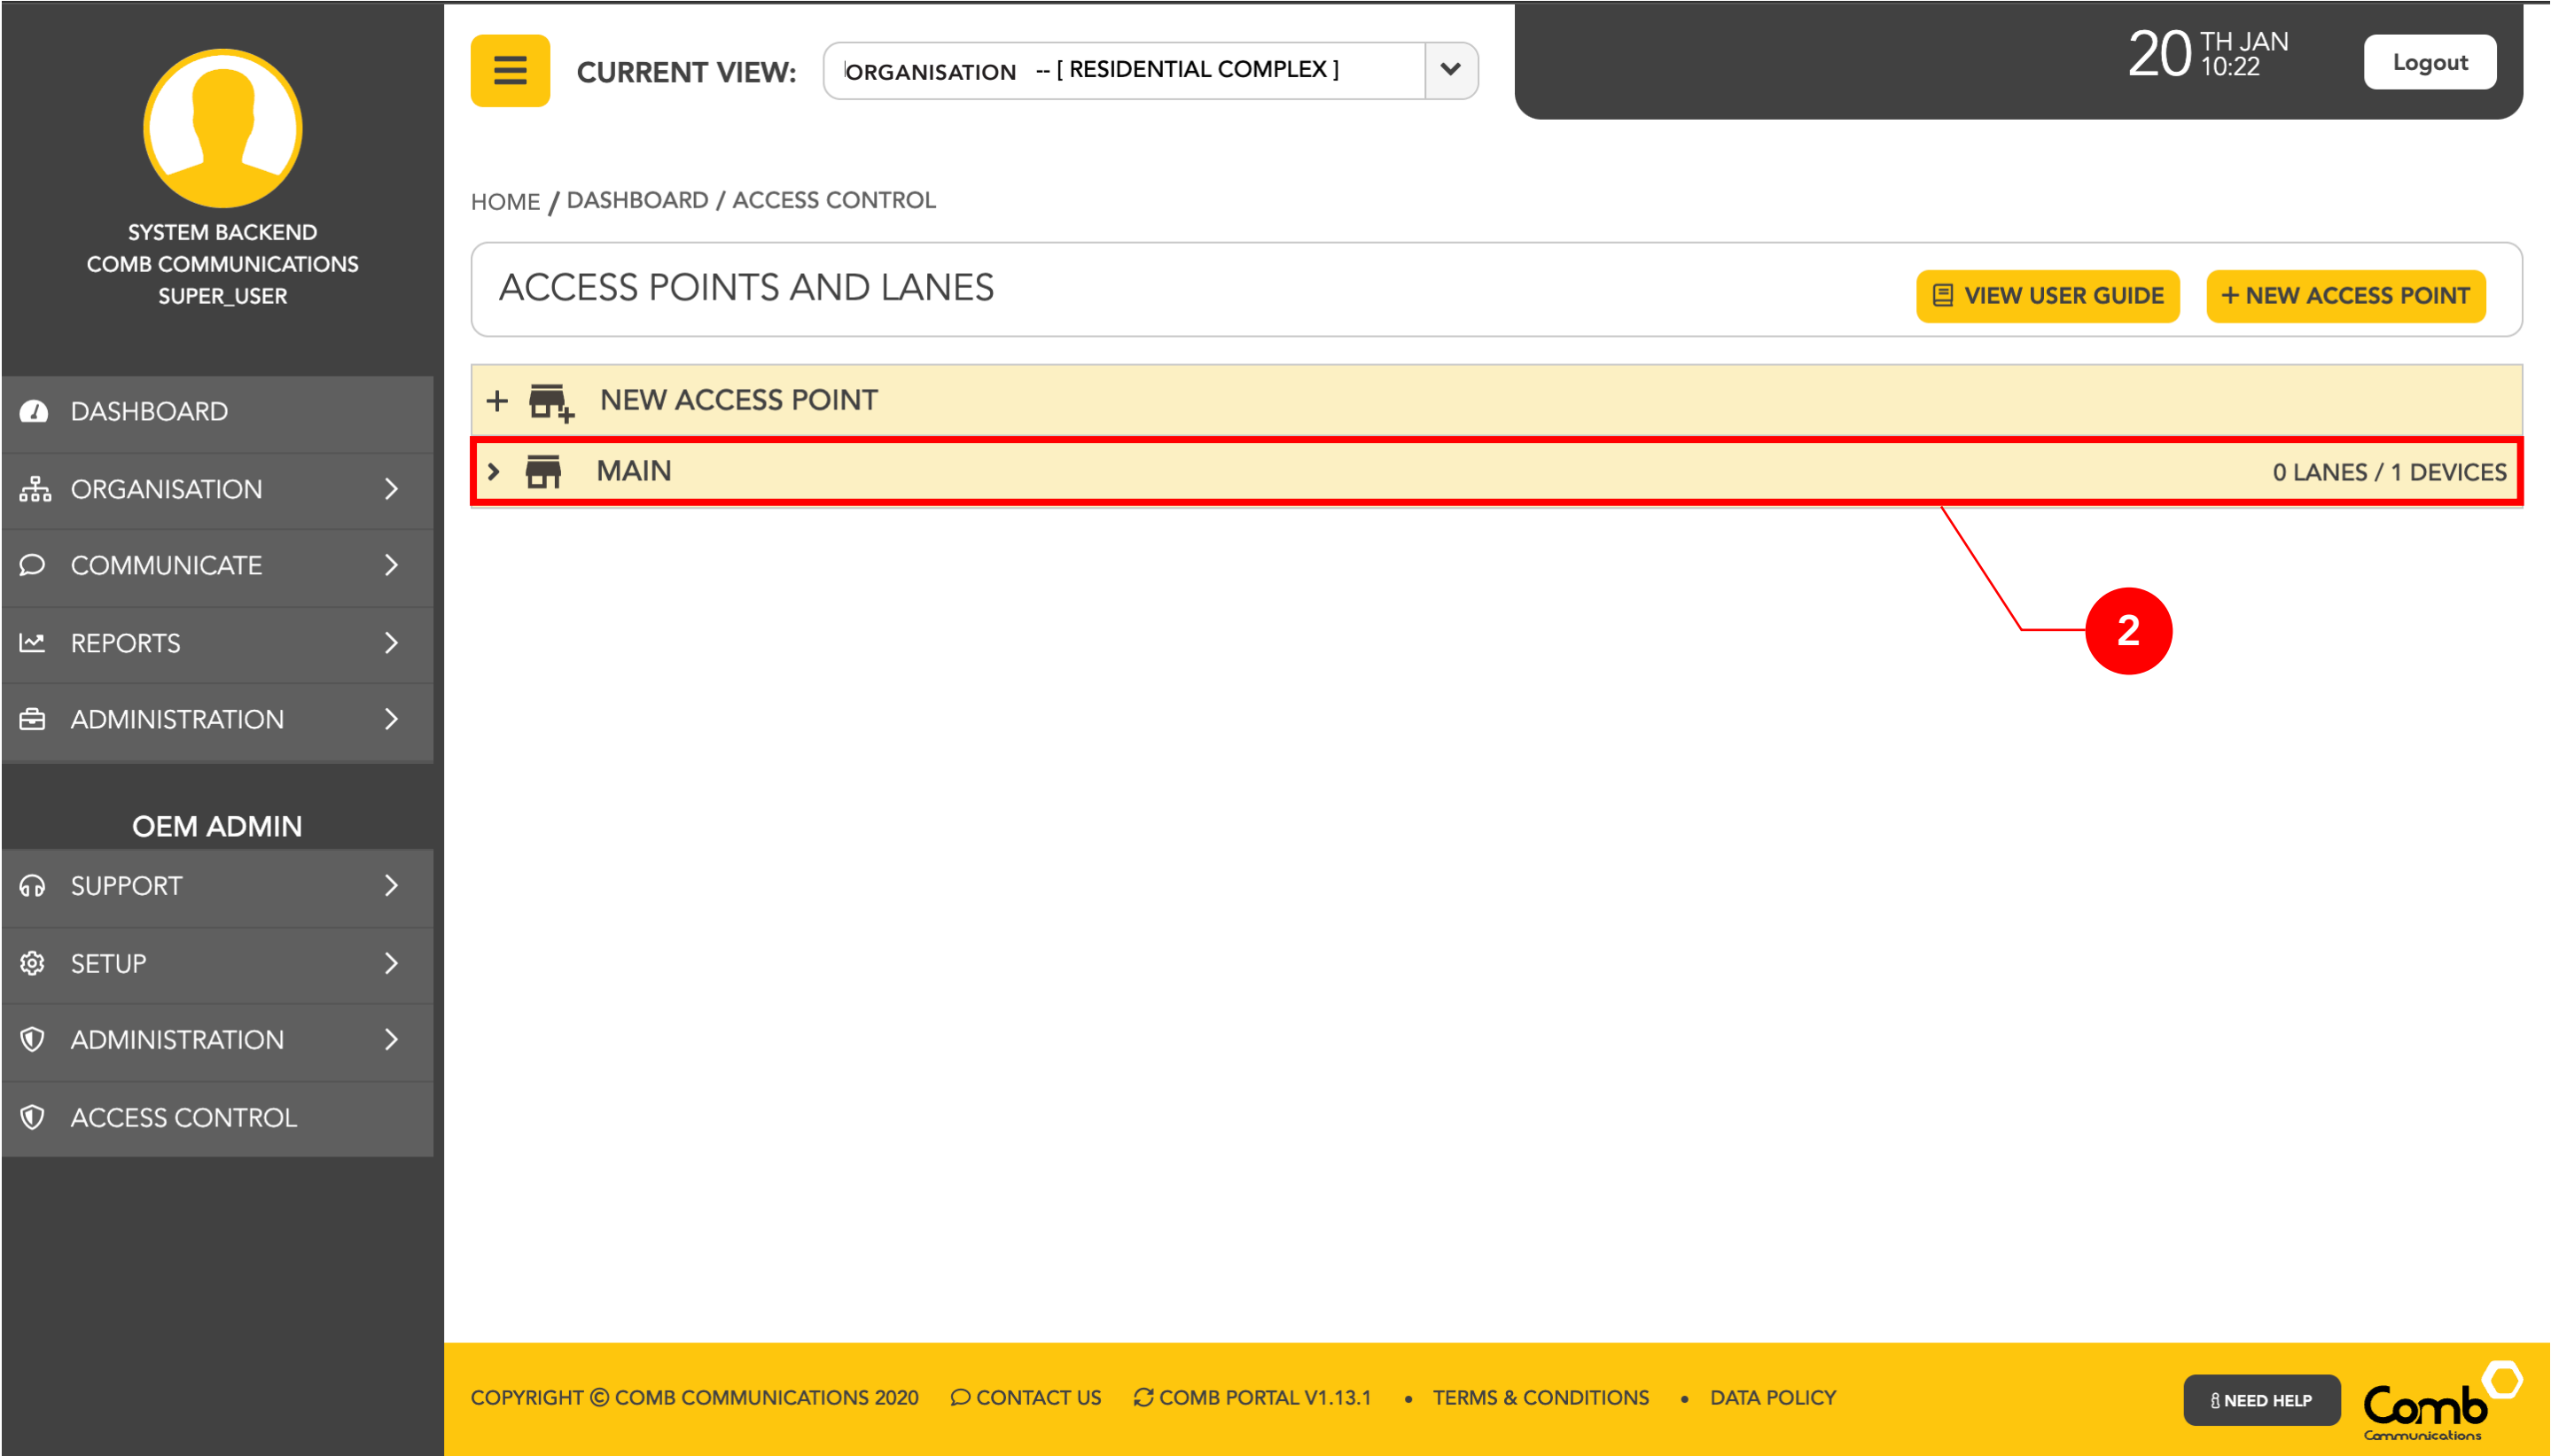 SYSTEM BACKEND
COMB COMMUNICATIONS
SUPER_USER
DASHBOARD
ORGANISATION
COMMUNICATE
REPORTS
ADMINISTRATION
OEM ADMIN
SUPPORT
SETUP
ADMINISTRATION
ACCESS CONTROL
CURRENT VIEW: ORGANISATION -- [ RESIDENTIAL COMPLEX ]
20 TH JAN
10:22
Logout
HOME / DASHBOARD / ACCESS CONTROL
ACCESS POINTS AND LANES
VIEW USER GUIDE
+ NEW ACCESS POINT
+ NEW ACCESS POINT
MAIN 0 LANES / 1 DEVICES
2
COPYRIGHT © COMB COMMUNICATIONS 2020 CONTACT US COMB PORTAL V1.13.1 • TERMS & CONDITIONS • DATA POLICY
NEED HELP
Comb
Communications